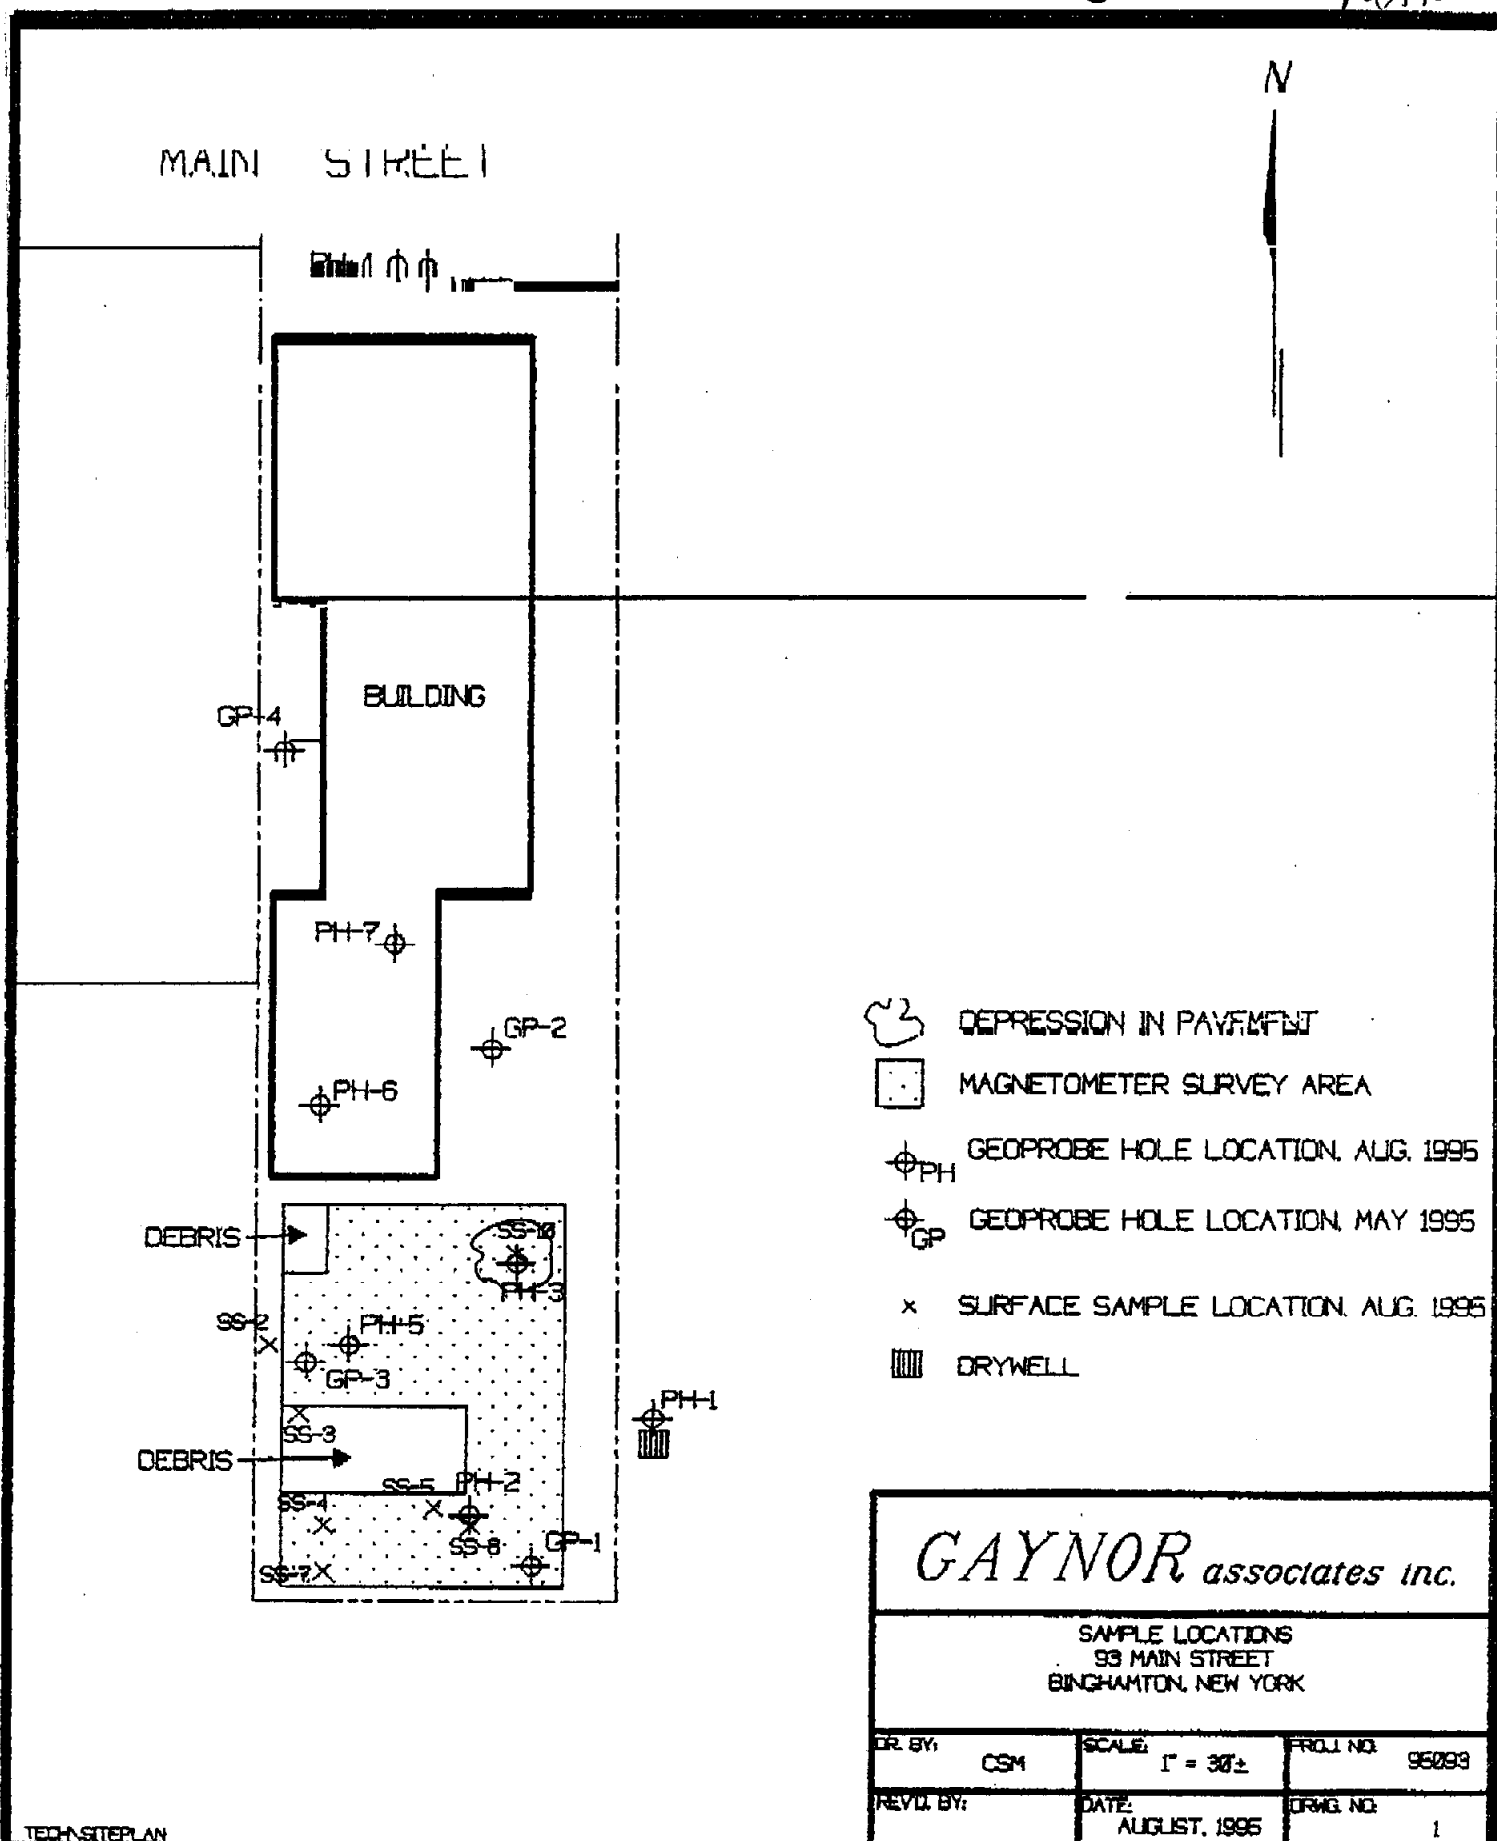 N
MAIN STREET
BUILDING
GP-4
PH-7
GP-2
PH-6
DEPRESSION IN PAVEMENT
MAGNETOMETER SURVEY AREA
PH GEOPROBE HOLE LOCATION, AUG. 1995
GP GEOPROBE HOLE LOCATION, MAY 1995
× SURFACE SAMPLE LOCATION, AUG. 1995
DRYWELL
DEBRIS
SS-10
PH-3
SS-2
PH-5
GP-3
PH-1
SS-3
DEBRIS
SS-5
PH-2
SS-4
SS-7
GP-1
GAYNOR associates inc.
SAMPLE LOCATIONS
93 MAIN STREET
BINGHAMTON, NEW YORK
DR. BY: CSM
SCALE: 1" = 30'±
PROJ. NO. 95093
REV'D. BY:
DATE: AUGUST, 1995
DRWG. NO. 1
TECH\SITEPLAN